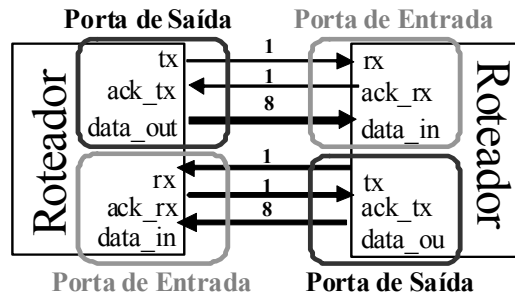 Porta de Saída
Porta de Entrada
Roteador
tx
ack_tx
data_out
1
1
8
rx
ack_rx
data_in
Roteador
rx
ack_rx
data_in
1
1
8
tx
ack_tx
data_ou
Porta de Entrada
Porta de Saída